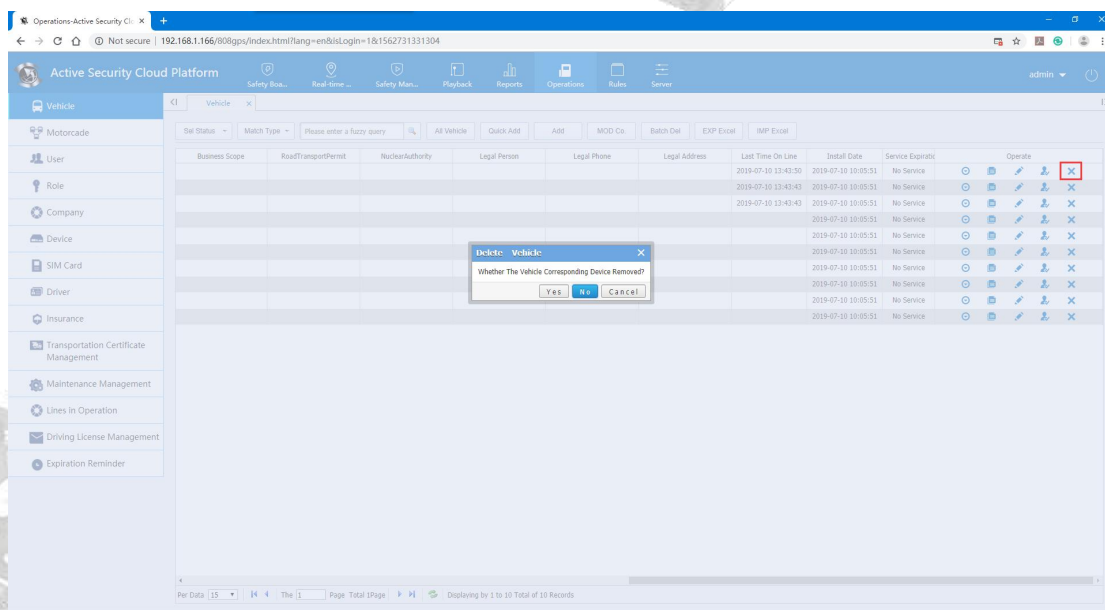 Operations-Active Security Clo
Not secure | 192.168.1.166/808gps/index.html?lang=en&isLogin=1&1562731331304
Active Security Cloud Platform
Safety Boa... Real-time ... Safety Man... Playback Reports Operations Rules Server
admin
Vehicle
Motorcade
User
Role
Company
Device
SIM Card
Driver
Insurance
Transportation Certificate
Management
Maintenance Management
Lines in Operation
Driving License Management
Expiration Reminder
Vehicle
Sel Status Match Type Please enter a fuzzy query All Vehicle Quick Add Add MOD Co. Batch Del EXP Excel IMP Excel
Business Scope RoadTransportPermit NuclearAuthority Legal Person Legal Phone Legal Address Last Time On Line Install Date Service Expiratio Operate
2019-07-10 13:43:50 2019-07-10 10:05:51 No Service
2019-07-10 13:43:43 2019-07-10 10:05:51 No Service
2019-07-10 13:43:43 2019-07-10 10:05:51 No Service
2019-07-10 10:05:51 No Service
2019-07-10 10:05:51 No Service
2019-07-10 10:05:51 No Service
2019-07-10 10:05:51 No Service
2019-07-10 10:05:51 No Service
2019-07-10 10:05:51 No Service
2019-07-10 10:05:51 No Service
Delete Vehicle
Whether The Vehicle Corresponding Device Removed?
Yes No Cancel
Per Data 15 The 1 Page Total 1Page Displaying by 1 to 10 Total of 10 Records